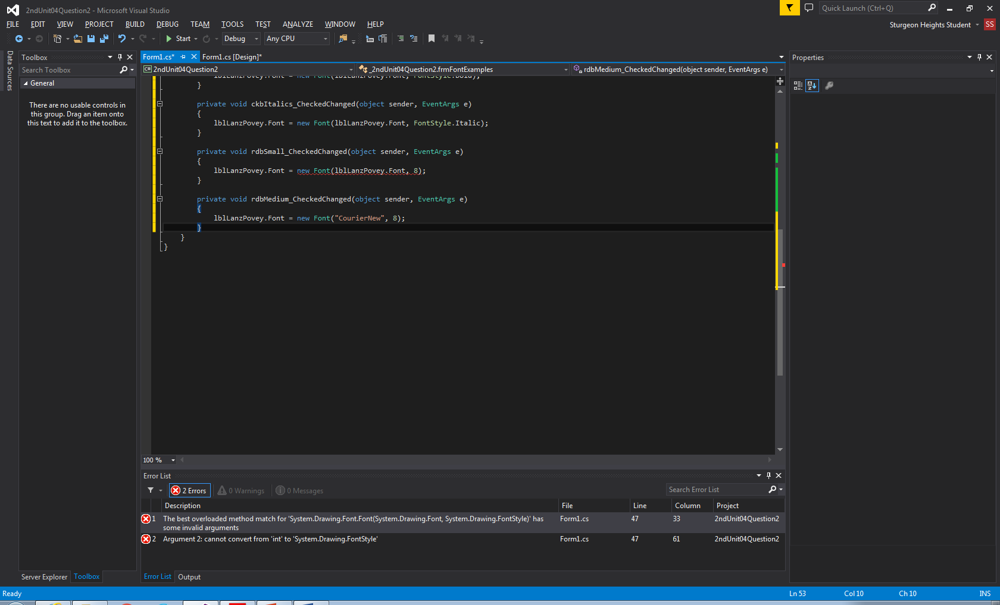 2ndUnit04Question2 - Microsoft Visual Studio
Quick Launch (Ctrl+Q)
FILE EDIT VIEW PROJECT BUILD DEBUG TEAM TOOLS TEST ANALYZE WINDOW HELP
Sturgeon Heights Student SS
Start Debug Any CPU
Data Sources
Toolbox
Search Toolbox
General
There are no usable controls in
this group. Drag an item onto
this text to add it to the toolbox.
Form1.cs* Form1.cs [Design]*
2ndUnit04Question2 _2ndUnit04Question2.frmFontExamples rdbMedium_CheckedChanged(object sender, EventArgs e)
lblLanzPovey.Font = new Font(lblLanzPovey.Font, FontStyle.Bold);
}
private void ckbItalics_CheckedChanged(object sender, EventArgs e)
{
lblLanzPovey.Font = new Font(lblLanzPovey.Font, FontStyle.Italic);
}
private void rdbSmall_CheckedChanged(object sender, EventArgs e)
{
lblLanzPovey.Font = new Font(lblLanzPovey.Font, 8);
}
private void rdbMedium_CheckedChanged(object sender, EventArgs e)
{
lblLanzPovey.Font = new Font("CourierNew", 8);
}
}
}
100 %
Properties
Error List
2 Errors 0 Warnings 0 Messages
Search Error List
Description File Line Column Project
1 The best overloaded method match for 'System.Drawing.Font.Font(System.Drawing.Font, System.Drawing.FontStyle)' has Form1.cs 47 33 2ndUnit04Question2
some invalid arguments
2 Argument 2: cannot convert from 'int' to 'System.Drawing.FontStyle' Form1.cs 47 61 2ndUnit04Question2
Server Explorer Toolbox
Error List Output
Ready Ln 53 Col 10 Ch 10 INS